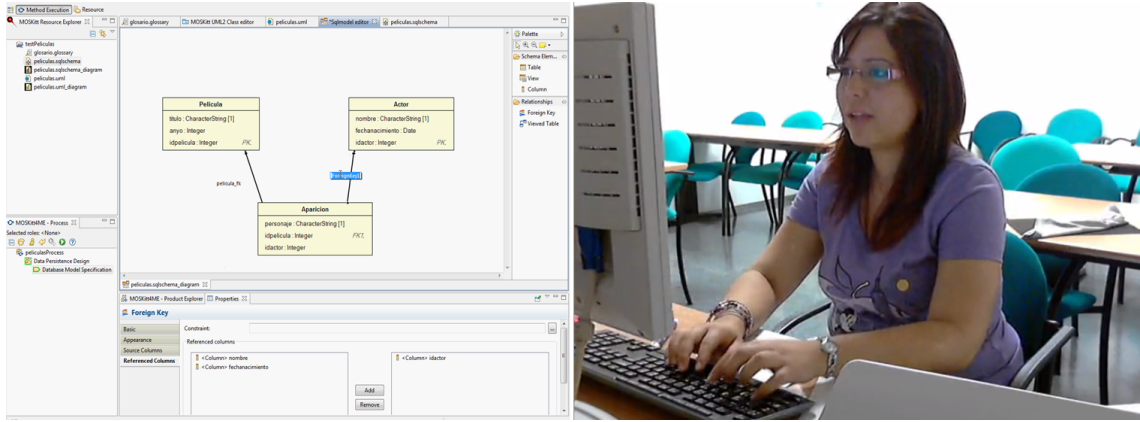 Method Execution Resource
MOSKitt Resource Explorer
testPeliculas
glosario.glossary
peliculas.sqlschema
peliculas.sqlschema_diagram
peliculas.uml
peliculas.uml_diagram
MOSKitt4ME - Process
Selected roles: <None>
peliculasProcess
Data Persistence Design
Database Model Specification
glosario.glossary MOSKitt UML2 Class editor peliculas.uml *Sqlmodel editor peliculas.sqlschema
Pelicula
titulo : CharacterString [1]
anyo : Integer
idpelicula : Integer PK,
Actor
nombre : CharacterString [1]
fechanacimiento : Date
idactor : Integer PK,
pelicula_fk
Aparicion
personaje : CharacterString [1]
idpelicula : Integer FK1,
idactor : Integer
Palette
Schema Elem...
Table
View
Column
Relationships
Foreign Key
Viewed Table
peliculas.sqlschema_diagram
MOSKitt4ME - Product Explorer Properties
Foreign Key
Basic
Appearance
Source Columns
Referenced Columns
Constraint:
Referenced columns
<Column> nombre
<Column> fechanacimiento
Add
Remove
<Column> idactor